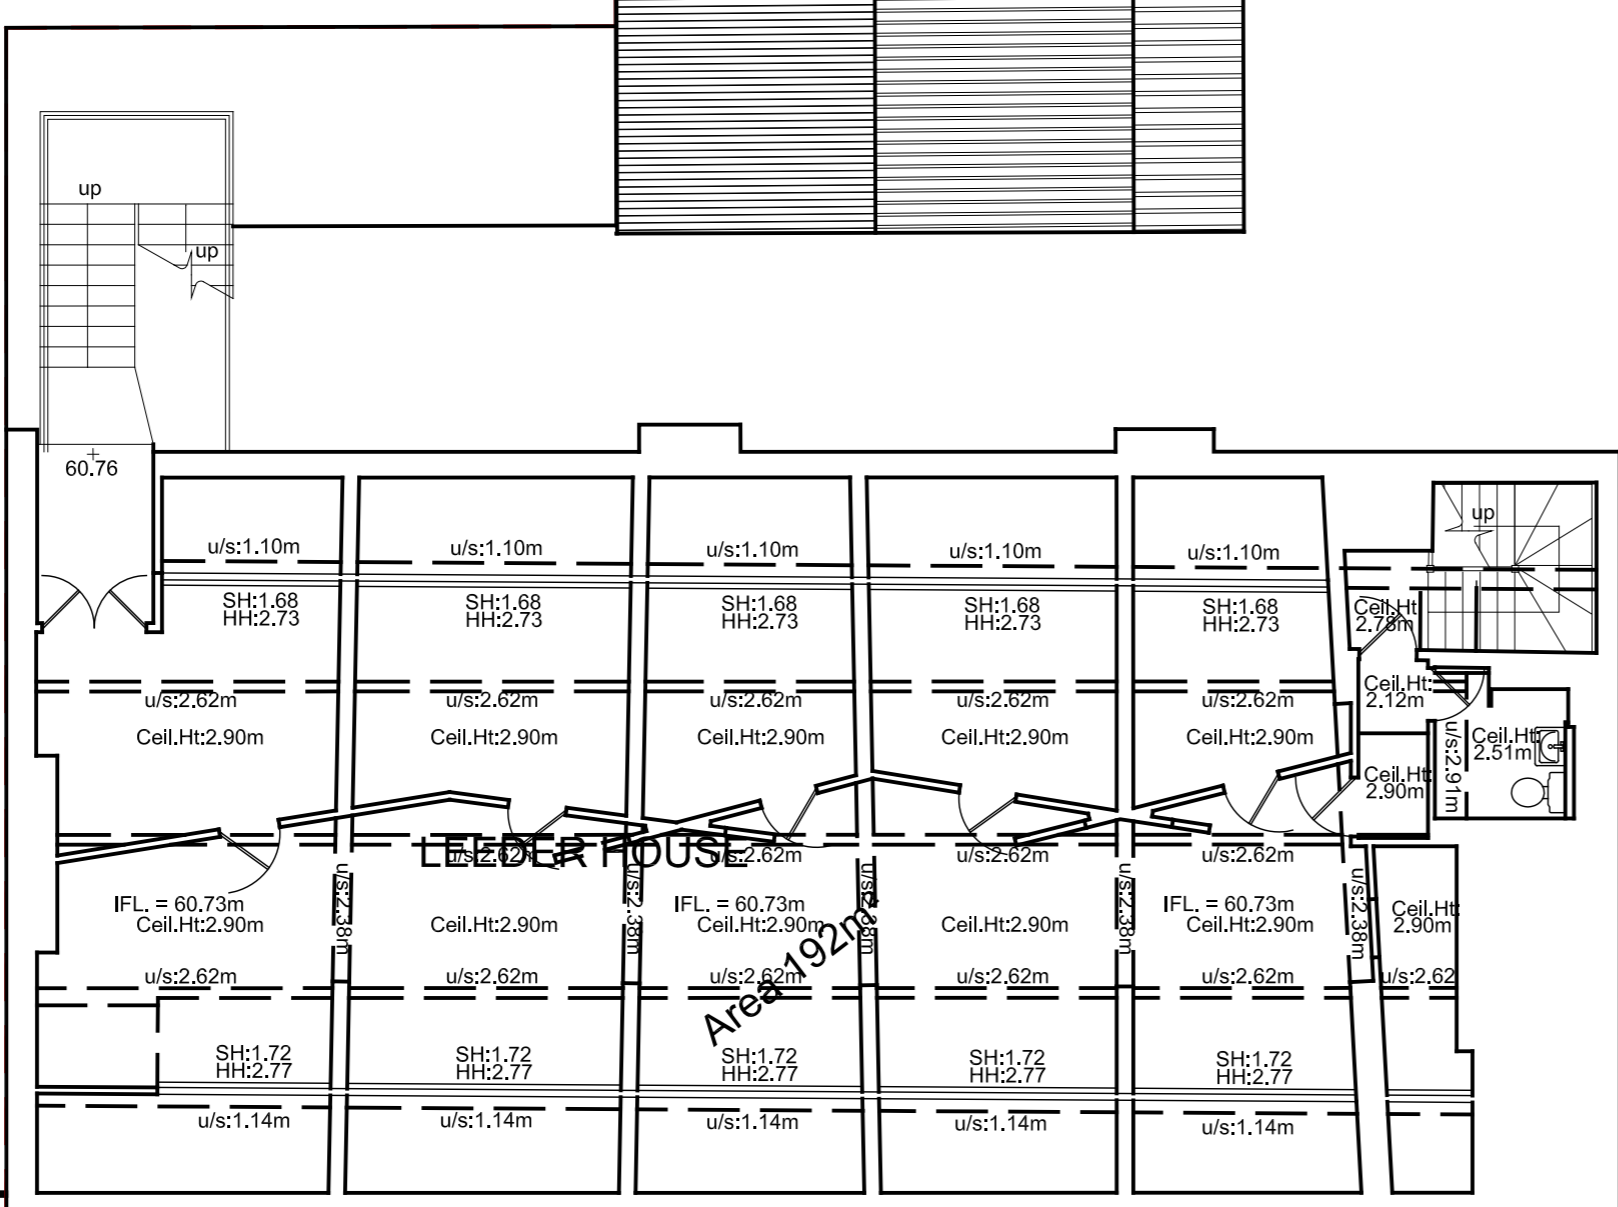 up
up
60.76
up
u/s:1.10m
u/s:1.10m
u/s:1.10m
u/s:1.10m
u/s:1.10m
SH:1.68
HH:2.73
SH:1.68
HH:2.73
SH:1.68
HH:2.73
SH:1.68
HH:2.73
SH:1.68
HH:2.73
Ceil.Ht
2.78m
u/s:2.62m
u/s:2.62m
u/s:2.62m
u/s:2.62m
u/s:2.62m
Ceil.Ht:
2.12m
Ceil.Ht:2.90m
Ceil.Ht:2.90m
Ceil.Ht:2.90m
Ceil.Ht:2.90m
Ceil.Ht:2.90m
u/s:2.91m
Ceil.Ht:
2.51m
Ceil.Ht:
2.90m
LEEDER HOUSE
u/s:2.62m
u/s:2.62m
u/s:2.62m
u/s:2.62m
u/s:2.38m
u/s:2.38m
u/s:2.38m
u/s:2.38m
u/s:2.38m
IFL. = 60.73m
Ceil.Ht:2.90m
Ceil.Ht:2.90m
IFL. = 60.73m
Ceil.Ht:2.90m
Ceil.Ht:2.90m
IFL. = 60.73m
Ceil.Ht:2.90m
Ceil.Ht:
2.90m
Area 192m²
u/s:2.62m
u/s:2.62m
u/s:2.62m
u/s:2.62m
u/s:2.62m
u/s:2.62
SH:1.72
HH:2.77
SH:1.72
HH:2.77
SH:1.72
HH:2.77
SH:1.72
HH:2.77
SH:1.72
HH:2.77
u/s:1.14m
u/s:1.14m
u/s:1.14m
u/s:1.14m
u/s:1.14m